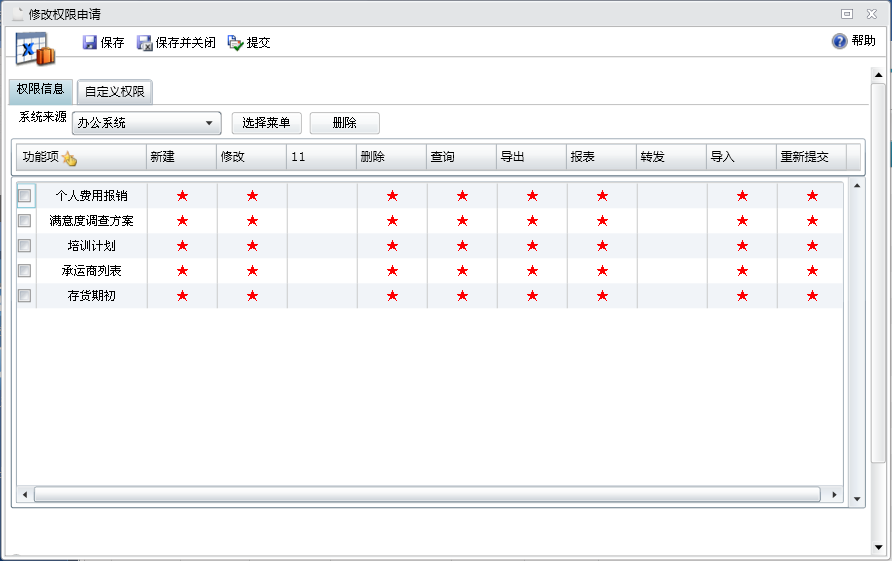 修改权限申请
保存 保存并关闭 提交 帮助
权限信息 自定义权限
系统来源 办公系统 选择菜单 删除
功能项 新建 修改 11 删除 查询 导出 报表 转发 导入 重新提交
个人费用报销 ★ ★ ★ ★ ★ ★ ★ ★
满意度调查方案 ★ ★ ★ ★ ★ ★ ★ ★
培训计划 ★ ★ ★ ★ ★ ★ ★ ★
承运商列表 ★ ★ ★ ★ ★ ★ ★ ★
存货期初 ★ ★ ★ ★ ★ ★ ★ ★